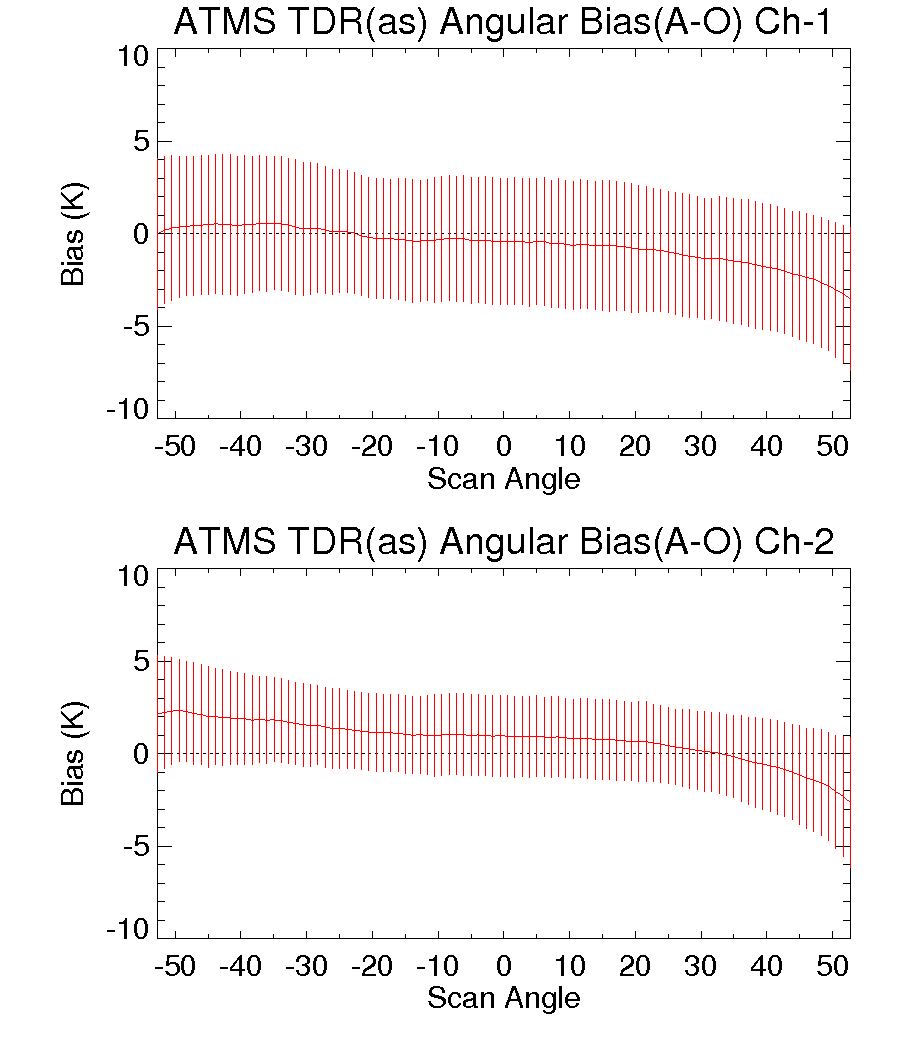 ATMS TDR(as) Angular Bias(A-O) Ch-1
10
5
0
-5
-10
Bias (K)
-50 -40 -30 -20 -10 0 10 20 30 40 50
Scan Angle
ATMS TDR(as) Angular Bias(A-O) Ch-2
10
5
0
-5
-10
Bias (K)
-50 -40 -30 -20 -10 0 10 20 30 40 50
Scan Angle